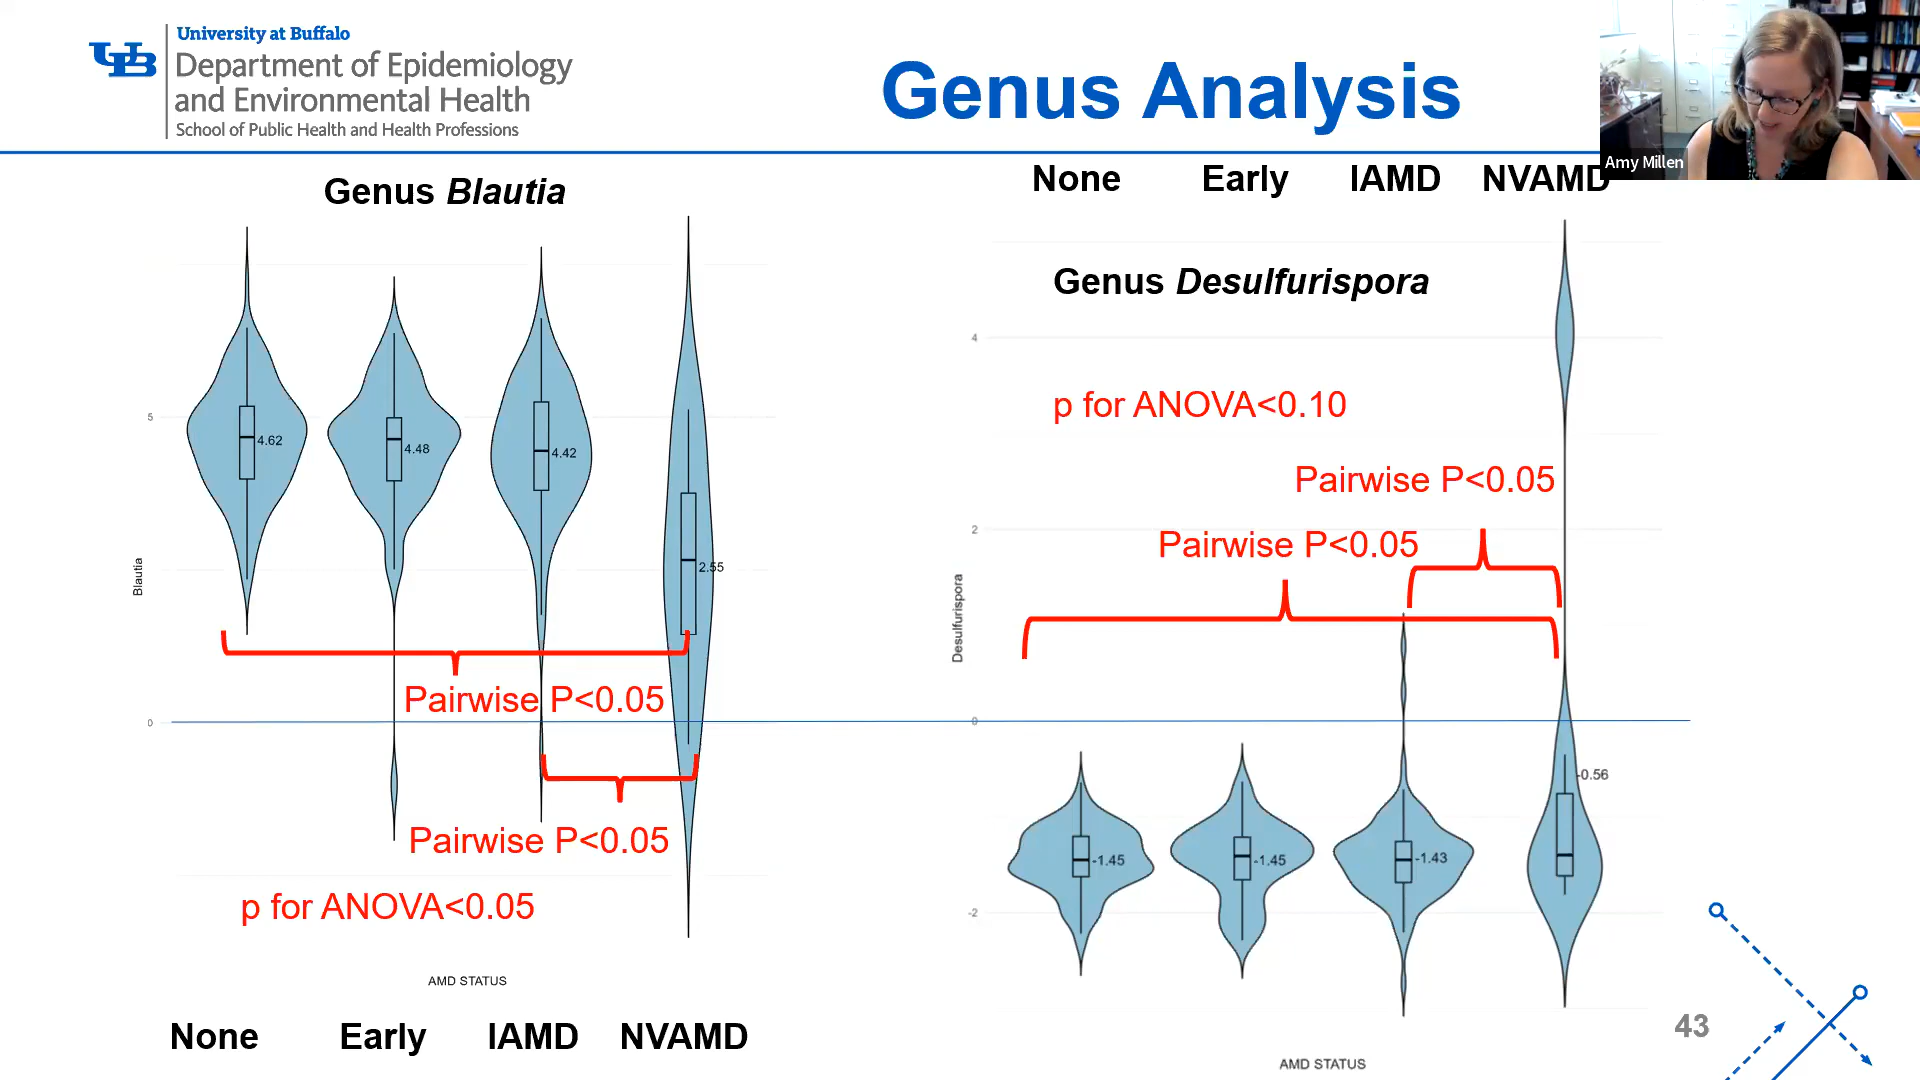 University at Buffalo
UB
Department of Epidemiology
and Environmental Health
School of Public Health and Health Professions
Genus Analysis
Amy Millen
Genus Blautia
5
0
Blautia
4.62
4.48
4.42
2.55
Pairwise P<0.05
Pairwise P<0.05
p for ANOVA<0.05
AMD STATUS
None Early IAMD NVAMD
None Early IAMD NVAMD
Genus Desulfurispora
4
2
0
-2
Desulfurispora
p for ANOVA<0.10
Pairwise P<0.05
Pairwise P<0.05
-1.45
-1.45
-1.43
-0.56
AMD STATUS
43